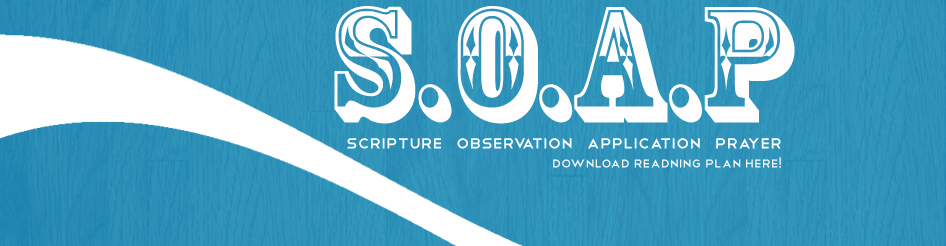 S.O.A.P
SCRIPTURE OBSERVATION APPLICATION PRAYER
DOWNLOAD READNING PLAN HERE!